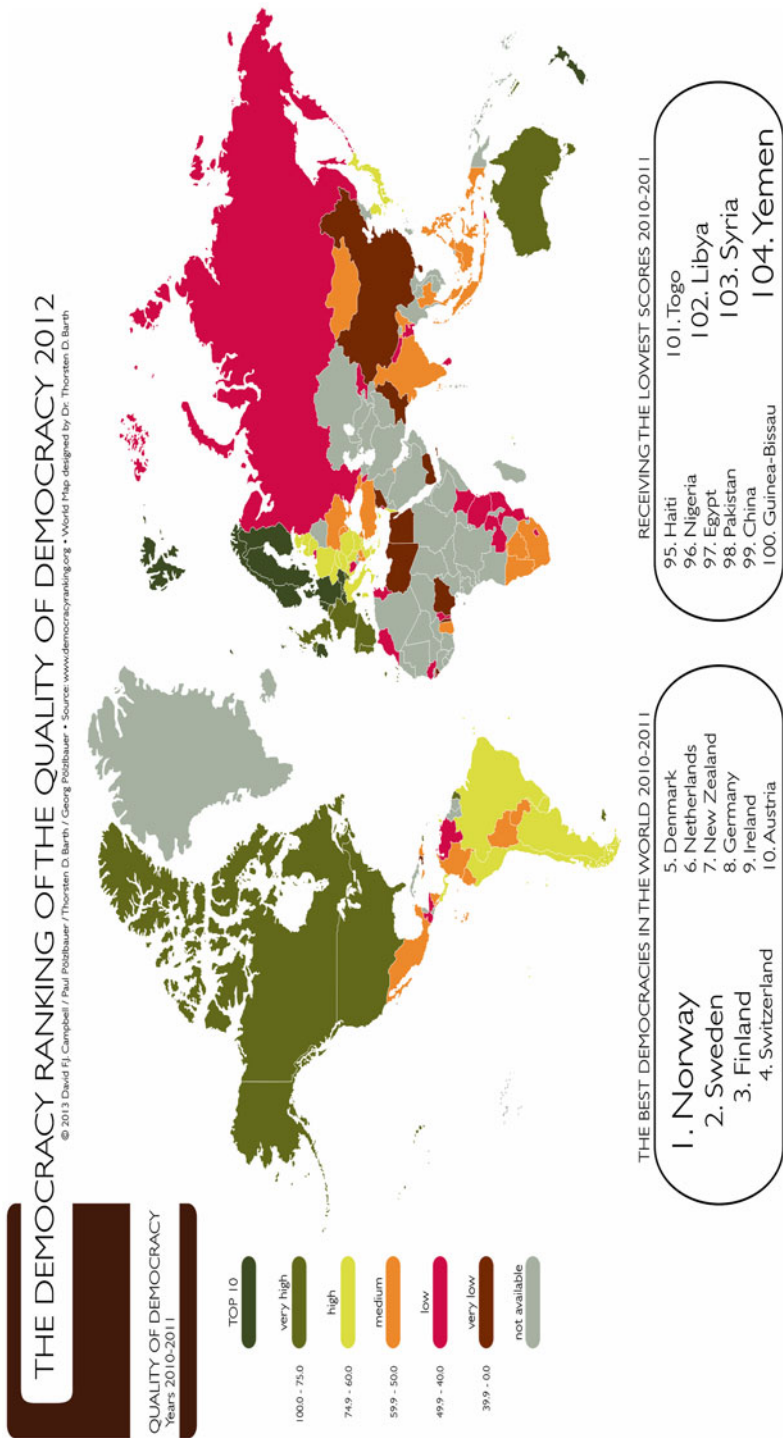 THE DEMOCRACY RANKING OF THE QUALITY OF DEMOCRACY 2012
© 2013 David F.J. Campbell / Paul Pölzlbauer / Thorsten D. Barth / Georg Pölzlbauer • Source: www.democracyranking.org • World Map designed by Dr. Thorsten D. Barth
QUALITY OF DEMOCRACY
Years 2010-2011
TOP 10
100.0 - 75.0 very high
74.9 - 60.0 high
59.9 - 50.0 medium
49.9 - 40.0 low
39.9 - 0.0 very low
not available
THE BEST DEMOCRACIES IN THE WORLD 2010-2011
1. Norway
2. Sweden
3. Finland
4. Switzerland
5. Denmark
6. Netherlands
7. New Zealand
8. Germany
9. Ireland
10. Austria
RECEIVING THE LOWEST SCORES 2010-2011
95. Haiti
96. Nigeria
97. Egypt
98. Pakistan
99. China
100. Guinea-Bissau
101. Togo
102. Libya
103. Syria
104. Yemen